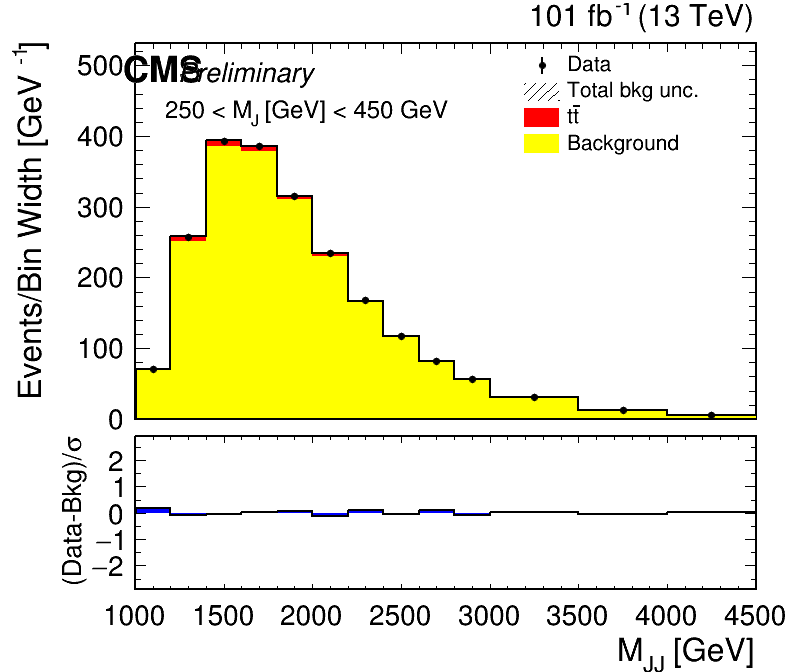 101 fb⁻¹ (13 TeV)
CMS Preliminary
250 < M_J [GeV] < 450 GeV
Data
Total bkg unc.
tt̄
Background
Events/Bin Width [GeV⁻¹]
500
400
300
200
100
0
(Data-Bkg)/σ
2
1
0
−1
−2
1000 1500 2000 2500 3000 3500 4000 4500
M_JJ [GeV]